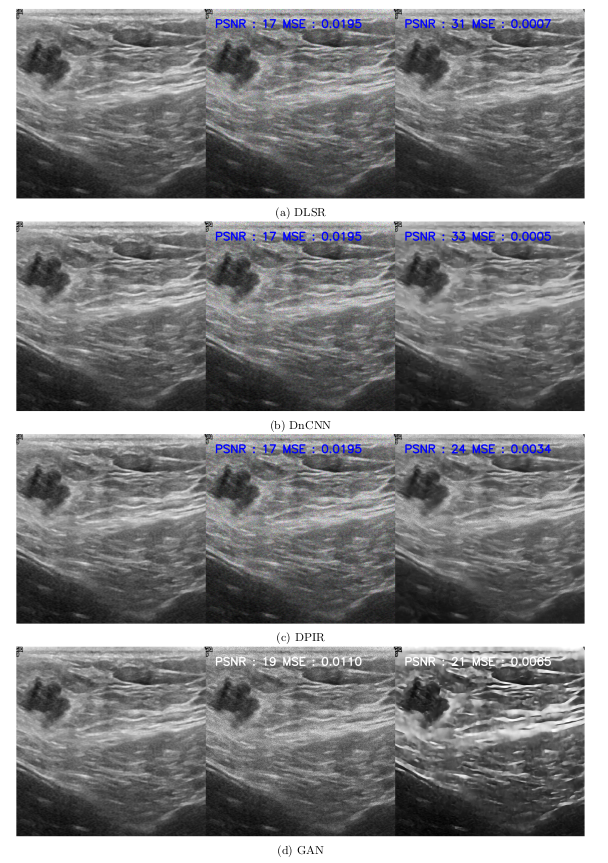 PSNR : 17 MSE : 0.0195 PSNR : 31 MSE : 0.0007
(a) DLSR
PSNR : 17 MSE : 0.0195 PSNR : 33 MSE : 0.0005
(b) DnCNN
PSNR : 17 MSE : 0.0195 PSNR : 24 MSE : 0.0034
(c) DPIR
PSNR : 19 MSE : 0.0110 PSNR : 21 MSE : 0.0065
(d) GAN